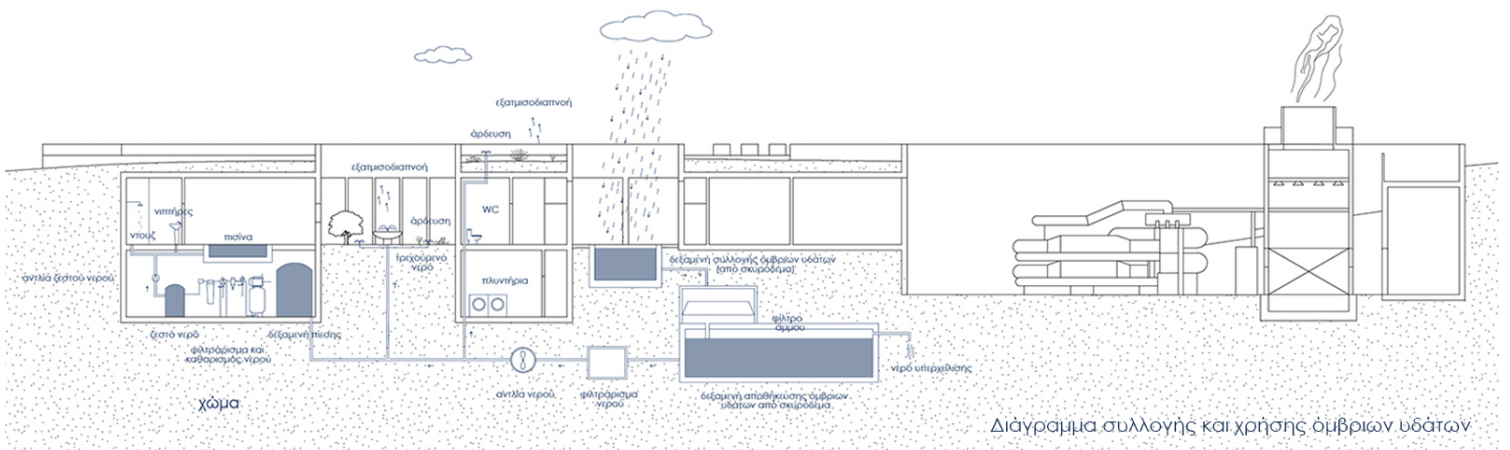 εξατμισοδιαπνοή
άρδευση
εξατμισοδιαπνοή
νιπτήρες
ντουζ
πισίνα
άρδευση
WC
τρεχούμενο
νερό
αντλία ζεστού νερού
πλυντήρια
δεξαμενή συλλογής όμβριων υδάτων
(από σκυρόδεμα)
φίλτρο
άμμου
ζεστό νερό
δεξαμενή πίεσης
φιλτράρισμα και
καθαρισμός νερού
νερό υπερχείλισης
αντλία νερού
φιλτράρισμα
νερού
δεξαμενή αποθήκευσης όμβριων
υδάτων από σκυρόδεμα
χώμα
Διάγραμμα συλλογής και χρήσης όμβριων υδάτων